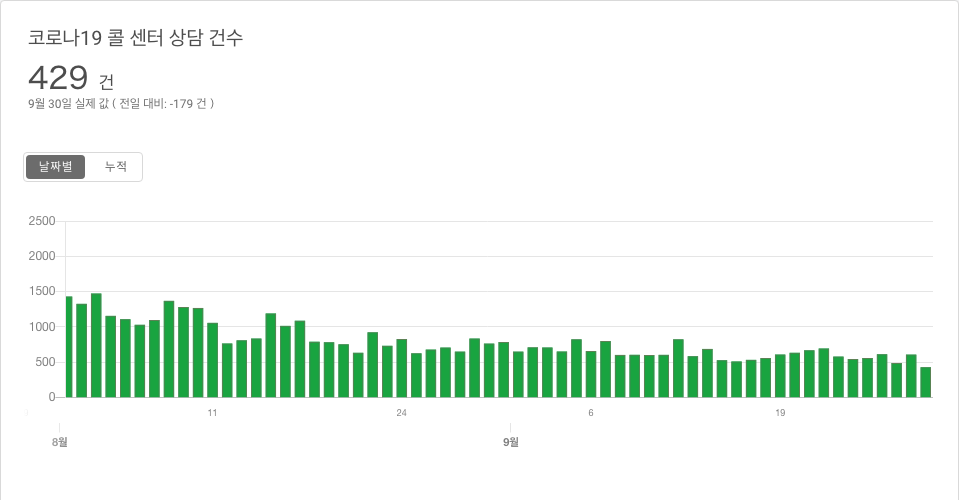 코로나19 콜 센터 상담 건수
429 건
9월 30일 실제 값 ( 전일 대비: -179 건 )
날짜별 누적
2500
2000
1500
1000
500
0
11 24 6 19
8월 9월